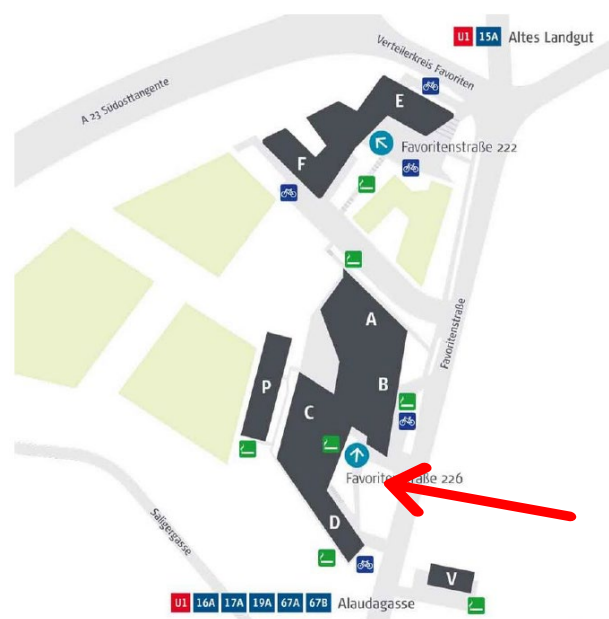 U1 15A Altes Landgut
Verteilerkreis Favoriten
A 23 Südosttangente
E
Favoritenstraße 222
F
A
Favoritenstraße
P
B
C
Favoritenstraße 226
D
Saligergasse
V
U1 16A 17A 19A 67A 67B Alaudagasse